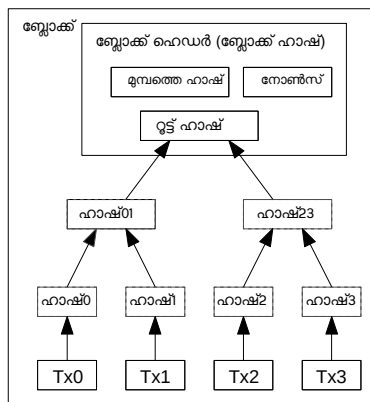 ബ്ലോക്ക്
ബ്ലോക്ക് ഹെഡർ (ബ്ലോക്ക് ഹാഷ്)
മുമ്പത്തെ ഹാഷ്
നോൺസ്
റൂട്ട് ഹാഷ്
ഹാഷ്01
ഹാഷ്23
ഹാഷ്0
ഹാഷ്1
ഹാഷ്2
ഹാഷ്3
Tx0
Tx1
Tx2
Tx3